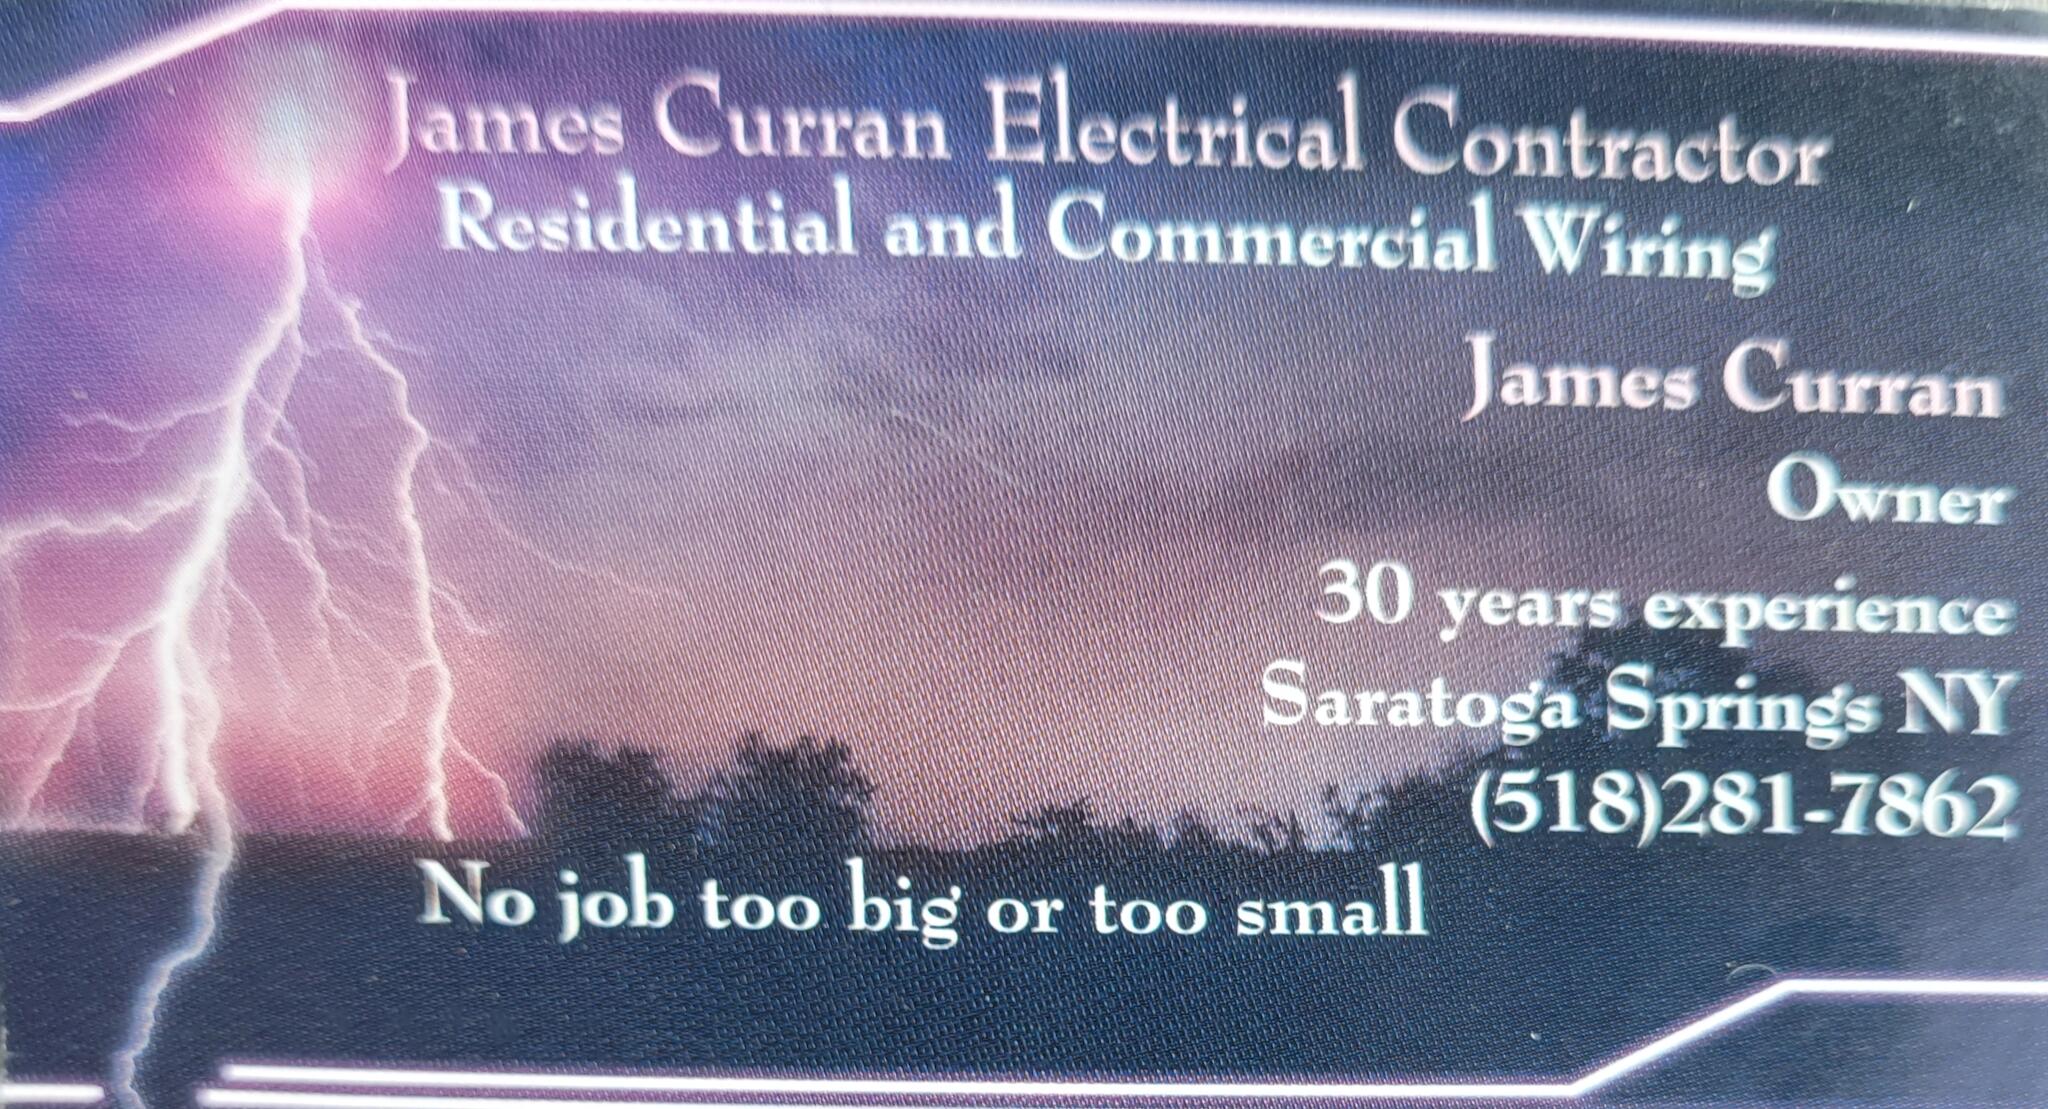 James Curran Electrical Contractor
Residential and Commercial Wiring
James Curran
Owner
30 years experience
Saratoga Springs NY
(518)281-7862
No job too big or too small